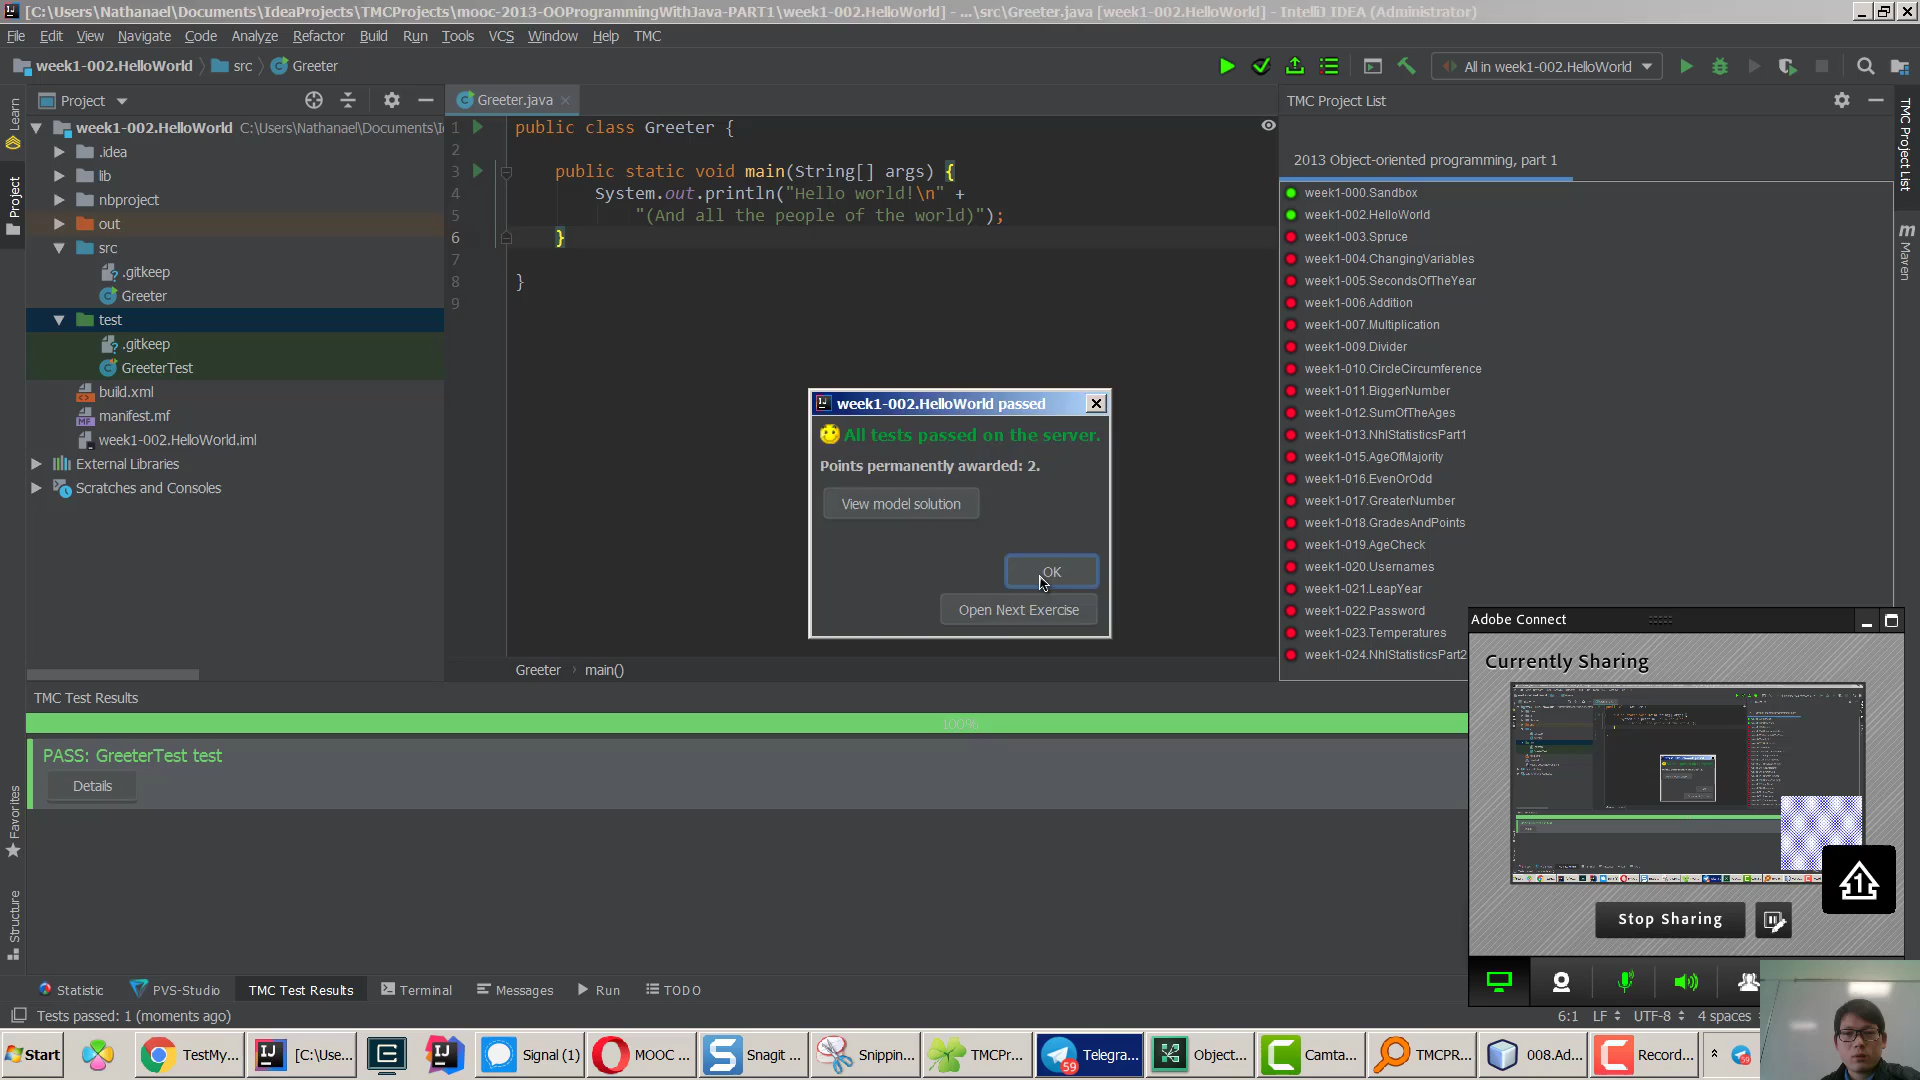 [C:\Users\Nathanael\Documents\IdeaProjects\TMCProjects\mooc-2013-OOProgrammingWithJava-PART1\week1-002.HelloWorld] - ...\src\Greeter.java [week1-002.HelloWorld] - IntelliJ IDEA (Administrator)
File Edit View Navigate Code Analyze Refactor Build Run Tools VCS Window Help TMC
week1-002.HelloWorld src Greeter
All in week1-002.HelloWorld
Learn
Project
Favorites
Structure
Project
week1-002.HelloWorld C:\Users\Nathanael\Documents\I
.idea
lib
nbproject
out
src
.gitkeep
Greeter
test
.gitkeep
GreeterTest
build.xml
manifest.mf
week1-002.HelloWorld.iml
External Libraries
Scratches and Consoles
Greeter.java
1 public class Greeter {
2
3 public static void main(String[] args) {
4 System.out.println("Hello world!\n" +
5 "(And all the people of the world)");
6 }
7
8 }
9
Greeter main()
week1-002.HelloWorld passed
All tests passed on the server.
Points permanently awarded: 2.
View model solution
OK
Open Next Exercise
TMC Project List
2013 Object-oriented programming, part 1
week1-000.Sandbox
week1-002.HelloWorld
week1-003.Spruce
week1-004.ChangingVariables
week1-005.SecondsOfTheYear
week1-006.Addition
week1-007.Multiplication
week1-009.Divider
week1-010.CircleCircumference
week1-011.BiggerNumber
week1-012.SumOfTheAges
week1-013.NhlStatisticsPart1
week1-015.AgeOfMajority
week1-016.EvenOrOdd
week1-017.GreaterNumber
week1-018.GradesAndPoints
week1-019.AgeCheck
week1-020.Usernames
week1-021.LeapYear
week1-022.Password
week1-023.Temperatures
week1-024.NhlStatisticsPart2
TMC Project List
Maven
Adobe Connect
Currently Sharing
Stop Sharing
1
TMC Test Results
100%
PASS: GreeterTest test
Details
Statistic PVS-Studio TMC Test Results Terminal Messages Run TODO
Tests passed: 1 (moments ago)
6:1 LF UTF-8 4 spaces
Start TestMy... [C:\Use... Signal (1) MOOC ... Snagit ... Snippin... TMCPr... Telegra... 59 Object... Camta... TMCPR... 008.Ad... Record...